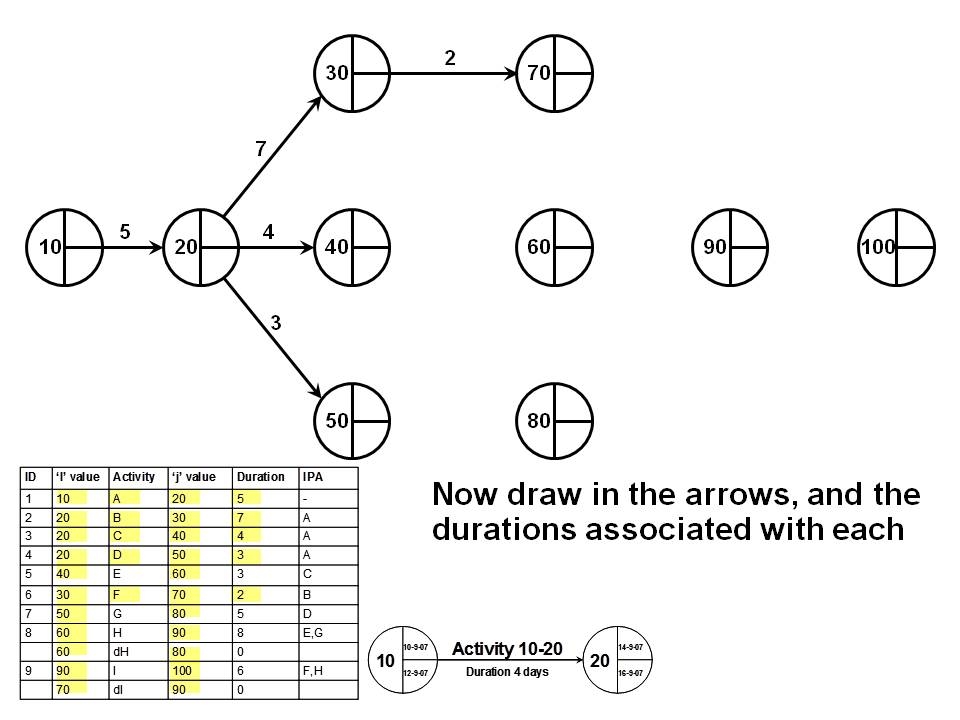 30
2
70
7
10
5
20
4
40
60
90
100
3
50
80
ID 'I' value Activity 'j' value Duration IPA
1 10 A 20 5 -
2 20 B 30 7 A
3 20 C 40 4 A
4 20 D 50 3 A
5 40 E 60 3 C
6 30 F 70 2 B
7 50 G 80 5 D
8 60 H 90 8 E,G
60 dH 80 0
9 90 I 100 6 F,H
70 dI 90 0
Now draw in the arrows, and the
durations associated with each
10
10-9-07
12-9-07
Activity 10-20
Duration 4 days
20
14-9-07
16-9-07